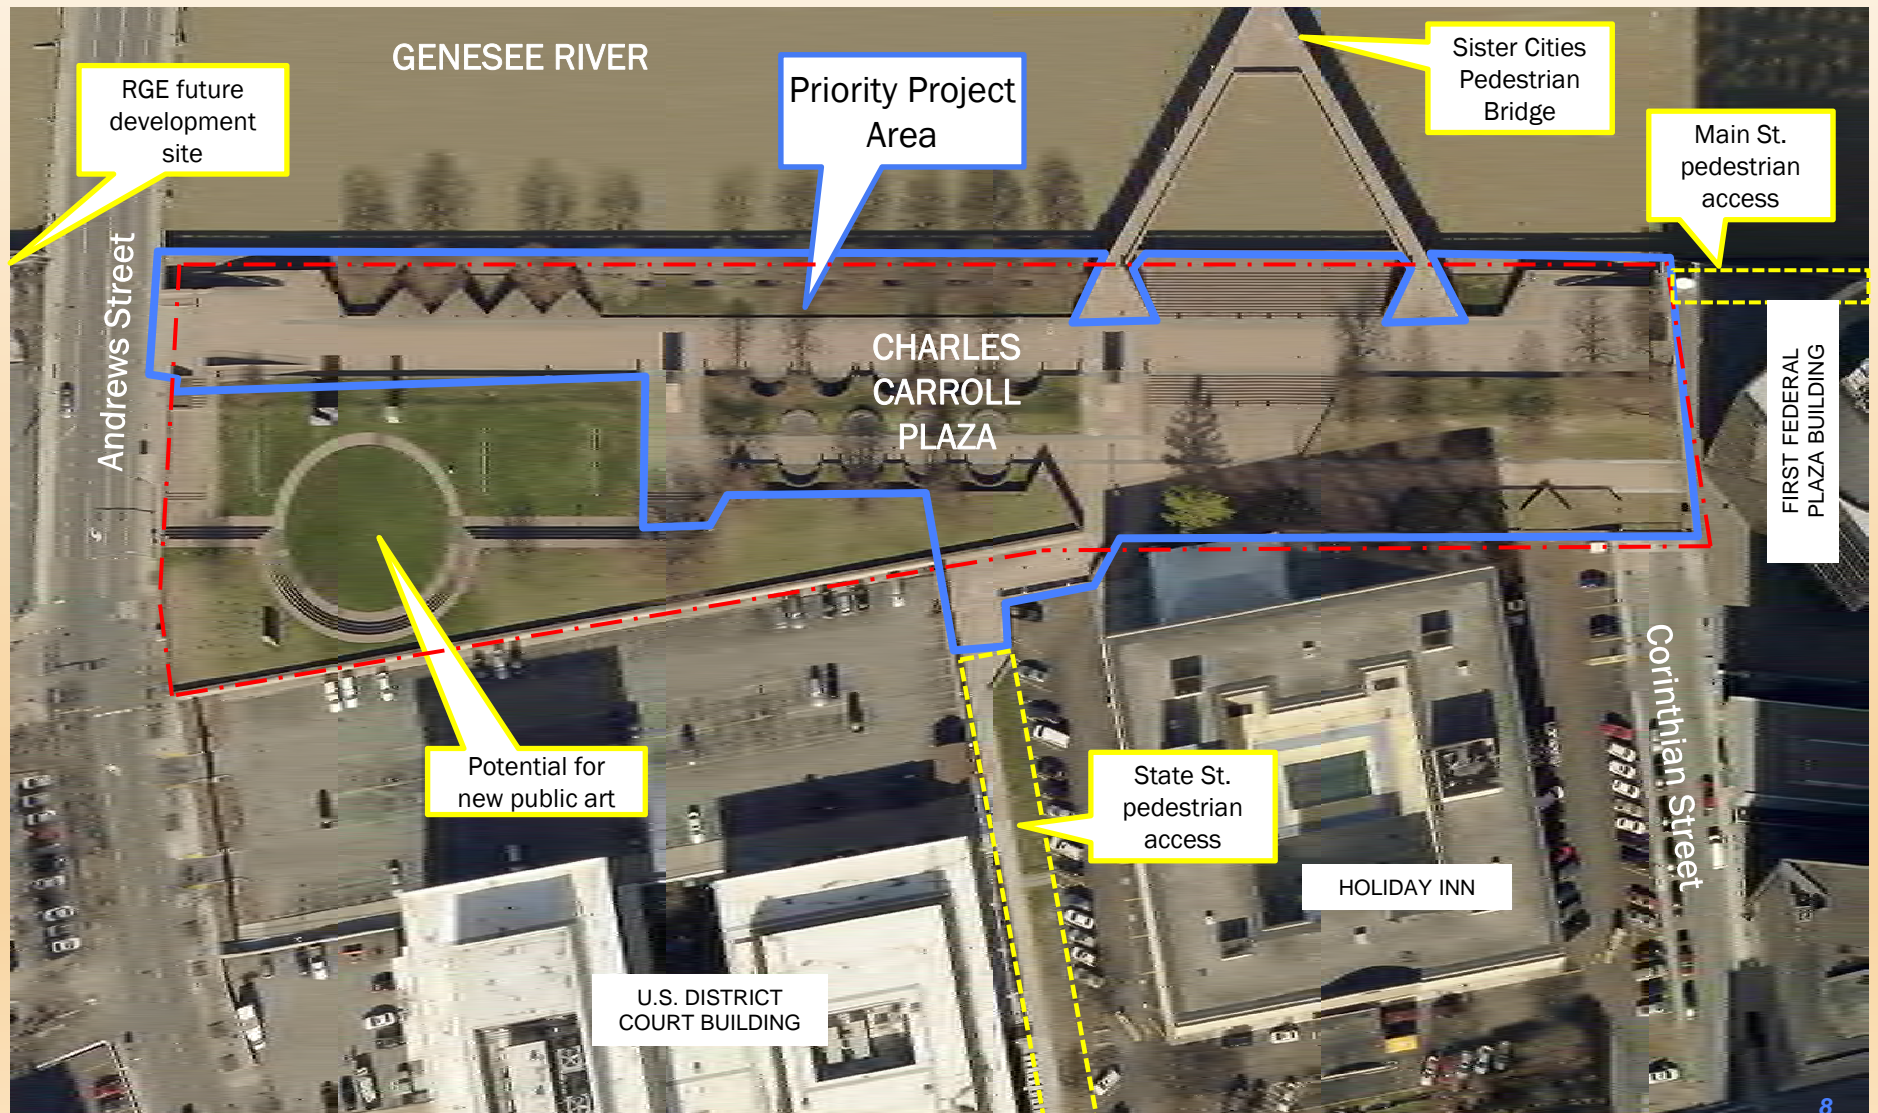 GENESEE RIVER
RGE future
development
site
Priority Project
Area
Sister Cities
Pedestrian
Bridge
Main St.
pedestrian
access
Andrews Street
CHARLES
CARROLL
PLAZA
FIRST FEDERAL
PLAZA BUILDING
Potential for
new public art
State St.
pedestrian
access
Corinthian Street
HOLIDAY INN
U.S. DISTRICT
COURT BUILDING
8